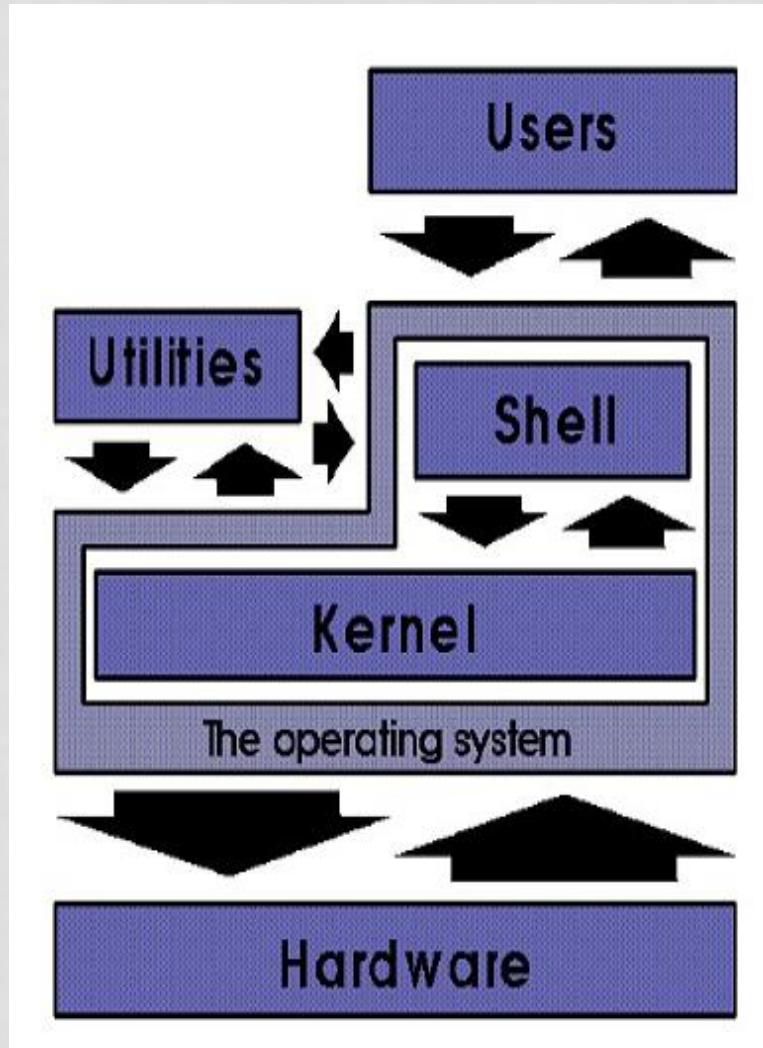 Users
Utilities
Shell
Kernel
The operating system
Hardware